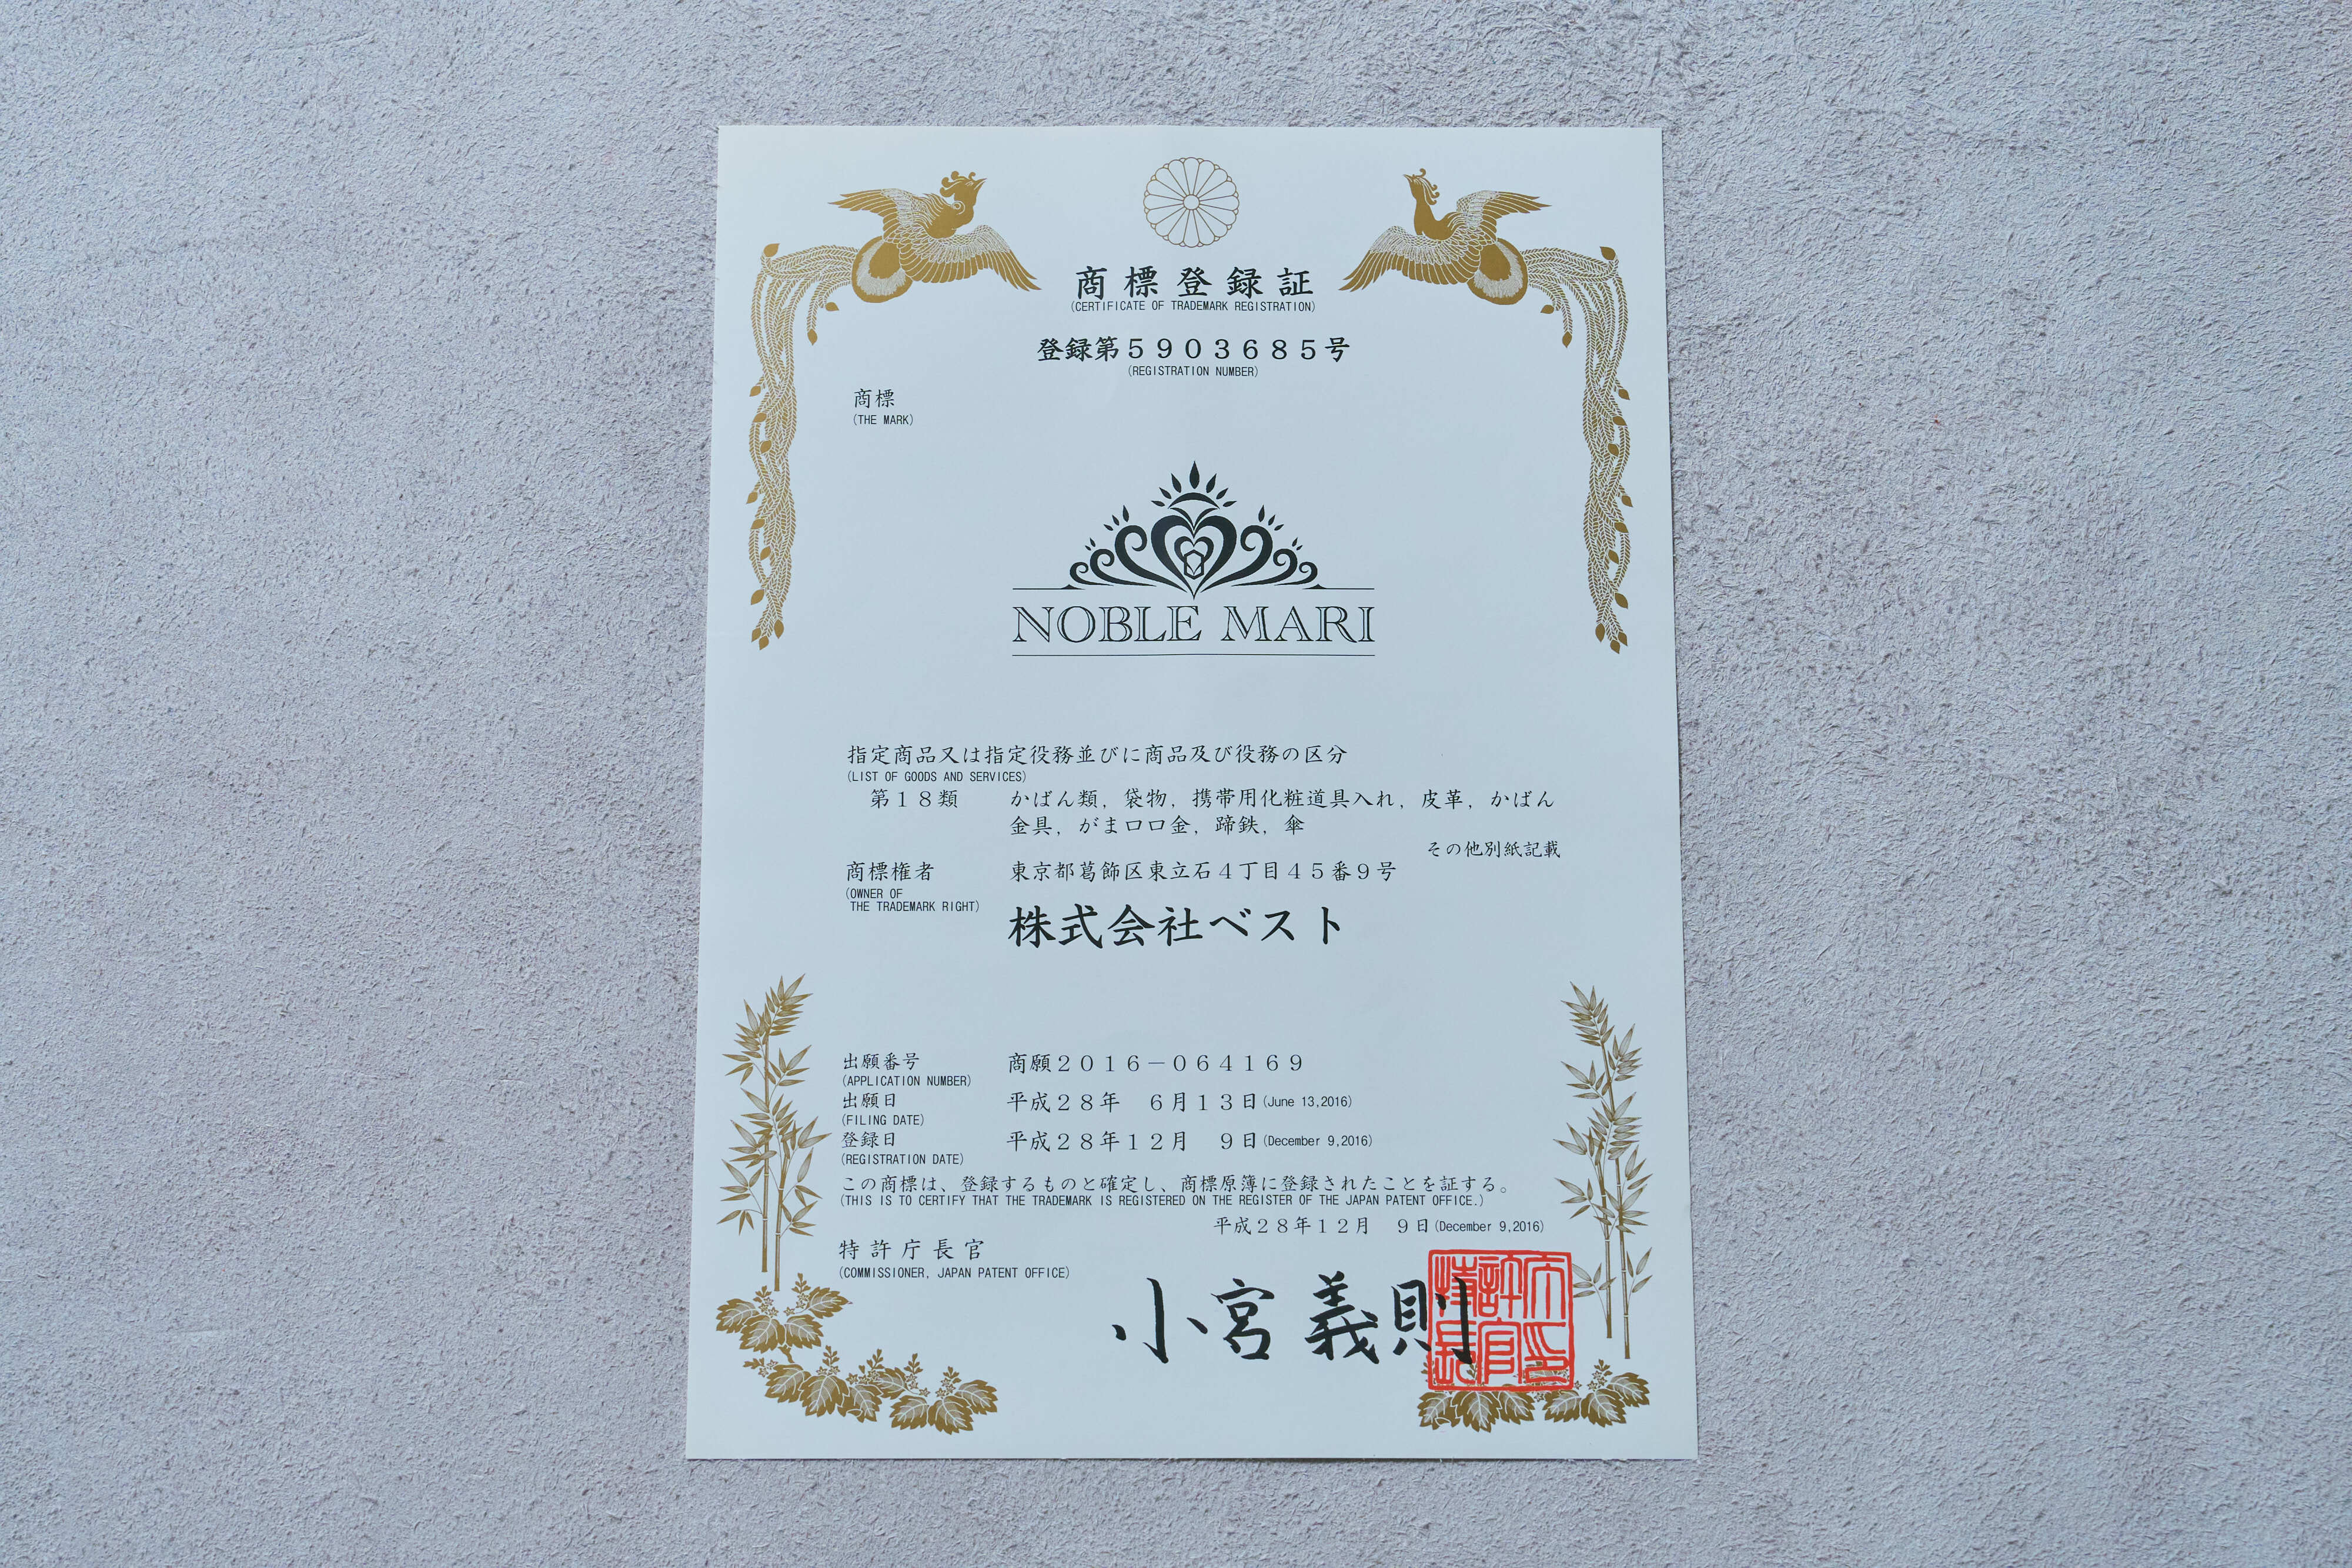 商標登録証
(CERTIFICATE OF TRADEMARK REGISTRATION)
登録第5903685号
(REGISTRATION NUMBER)
商標
(THE MARK)
NOBLE MARI
指定商品又は指定役務並びに商品及び役務の区分
(LIST OF GOODS AND SERVICES)
第18類 かばん類,袋物,携帯用化粧道具入れ,皮革,かばん
金具,がま口口金,蹄鉄,傘
その他別紙記載
商標権者 東京都葛飾区東立石4丁目45番9号
(OWNER OF
THE TRADEMARK RIGHT)
株式会社ベスト
出願番号 商願2016-064169
(APPLICATION NUMBER)
出願日 平成28年 6月13日(June 13,2016)
(FILING DATE)
登録日 平成28年12月 9日(December 9,2016)
(REGISTRATION DATE)
この商標は、登録するものと確定し、商標原簿に登録されたことを証する。
(THIS IS TO CERTIFY THAT THE TRADEMARK IS REGISTERED ON THE REGISTER OF THE JAPAN PATENT OFFICE.)
平成28年12月 9日(December 9,2016)
特許庁長官
(COMMISSIONER, JAPAN PATENT OFFICE)
小宮義則